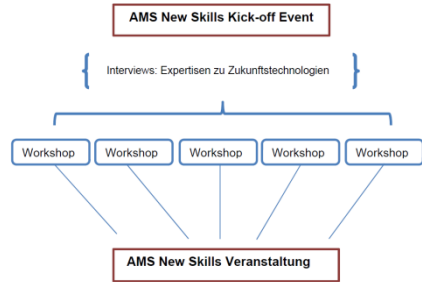 AMS New Skills Kick-off Event
Interviews: Expertisen zu Zukunftstechnologien
Workshop Workshop Workshop Workshop Workshop
AMS New Skills Veranstaltung